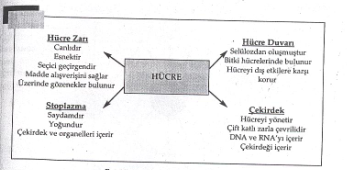 Hücre Zarı
Canlıdır
Esnektir
Seçici geçirgendir
Madde alışverişini sağlar
Üzerinde gözenekler bulunur
Hücre Duvarı
Selülozdan oluşmuştur
Bitki hücrelerinde bulunur
Hücreyi dış etkilere karşı
korur
HÜCRE
Stoplazma
Saydamdır
Yoğundur
Çekirdek ve organelleri içerir
Çekirdek
Hücreyi yönetir
Çift katlı zarla çevrilidir
DNA ve RNA'yı içerir
Çekirdeği içerir